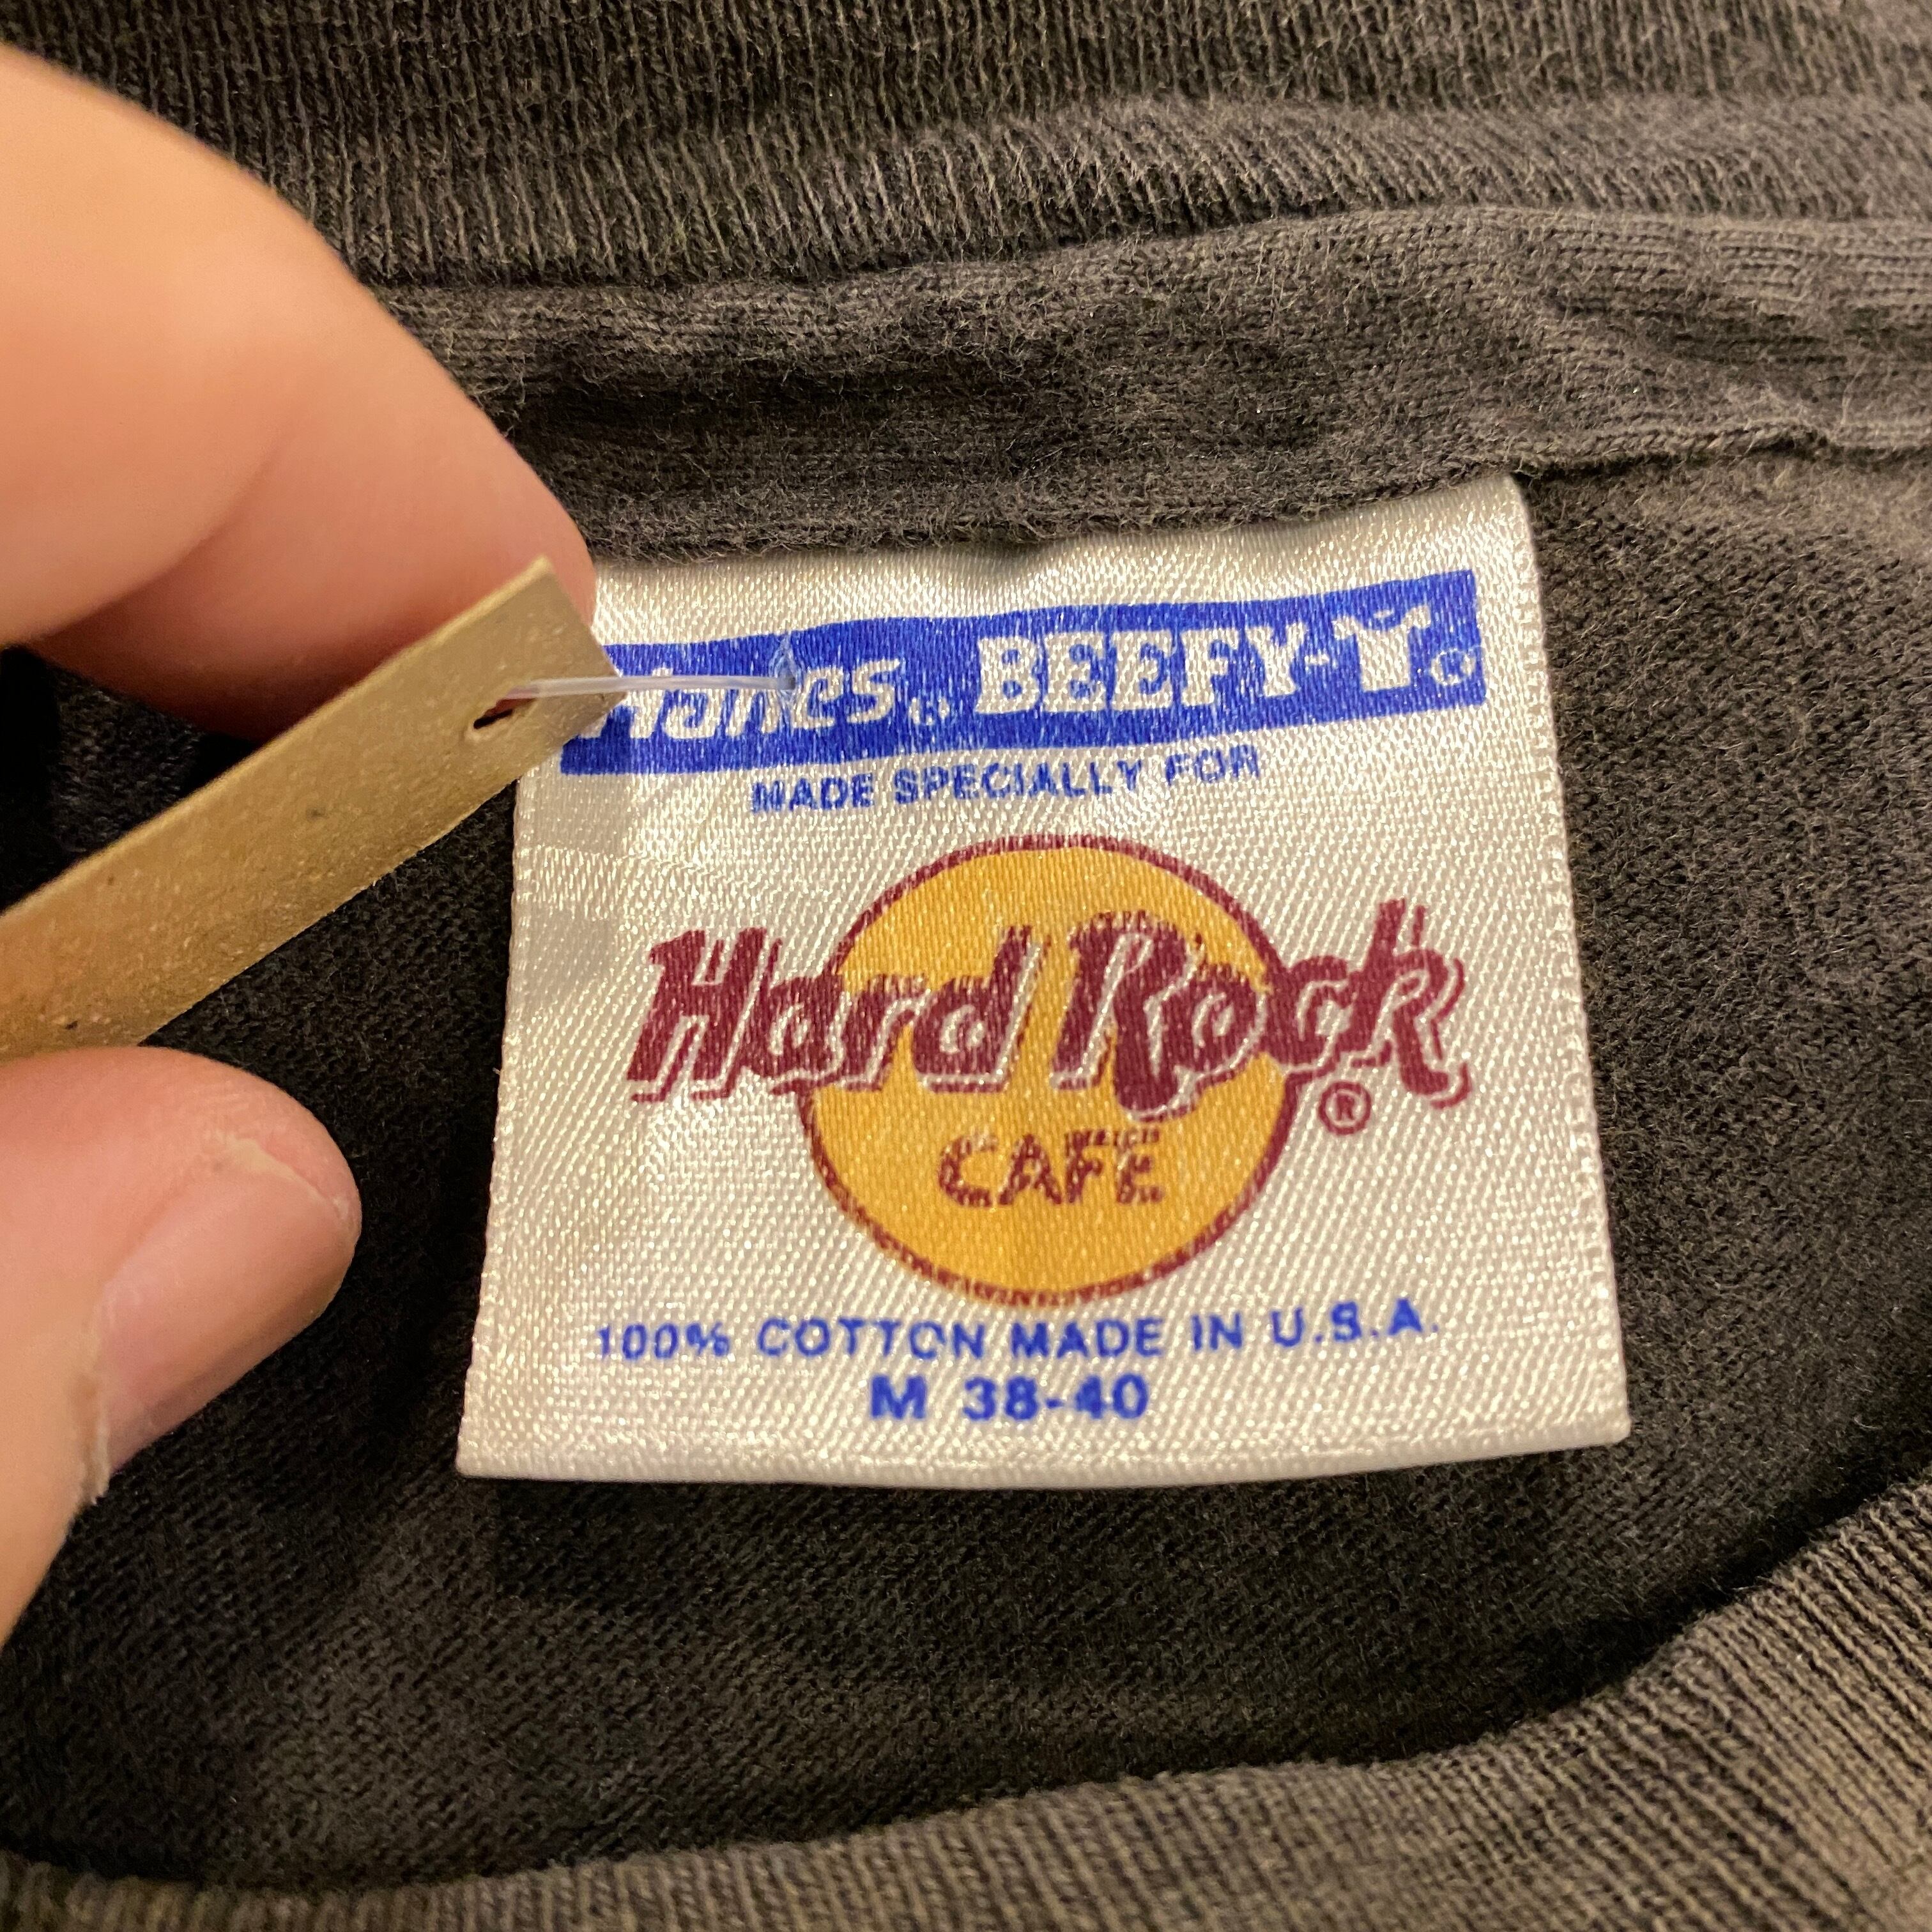 Hanes® BEEFY-T®
MADE SPECIALLY FOR
Hard Rock®
CAFE
100% COTTON MADE IN U.S.A.
M 38-40